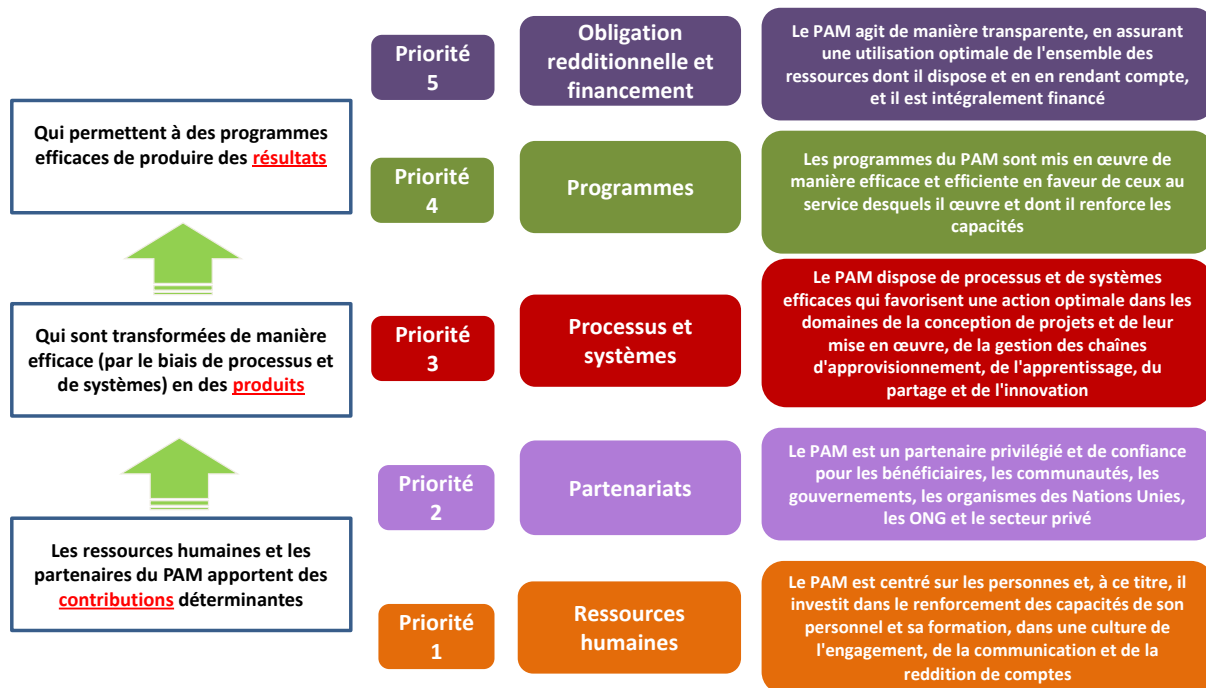 Qui permettent à des programmes
efficaces de produire des résultats
Qui sont transformées de manière
efficace (par le biais de processus et
de systèmes) en des produits
Les ressources humaines et les
partenaires du PAM apportent des
contributions déterminantes
Priorité
5
Obligation
redditionnelle et
financement
Le PAM agit de manière transparente, en assurant
une utilisation optimale de l'ensemble des
ressources dont il dispose et en en rendant compte,
et il est intégralement financé
Priorité
4
Programmes
Les programmes du PAM sont mis en œuvre de
manière efficace et efficiente en faveur de ceux au
service desquels il œuvre et dont il renforce les
capacités
Priorité
3
Processus et
systèmes
Le PAM dispose de processus et de systèmes
efficaces qui favorisent une action optimale dans les
domaines de la conception de projets et de leur
mise en œuvre, de la gestion des chaînes
d'approvisionnement, de l'apprentissage, du
partage et de l'innovation
Priorité
2
Partenariats
Le PAM est un partenaire privilégié et de confiance
pour les bénéficiaires, les communautés, les
gouvernements, les organismes des Nations Unies,
les ONG et le secteur privé
Priorité
1
Ressources
humaines
Le PAM est centré sur les personnes et, à ce titre, il
investit dans le renforcement des capacités de son
personnel et sa formation, dans une culture de
l'engagement, de la communication et de la
reddition de comptes